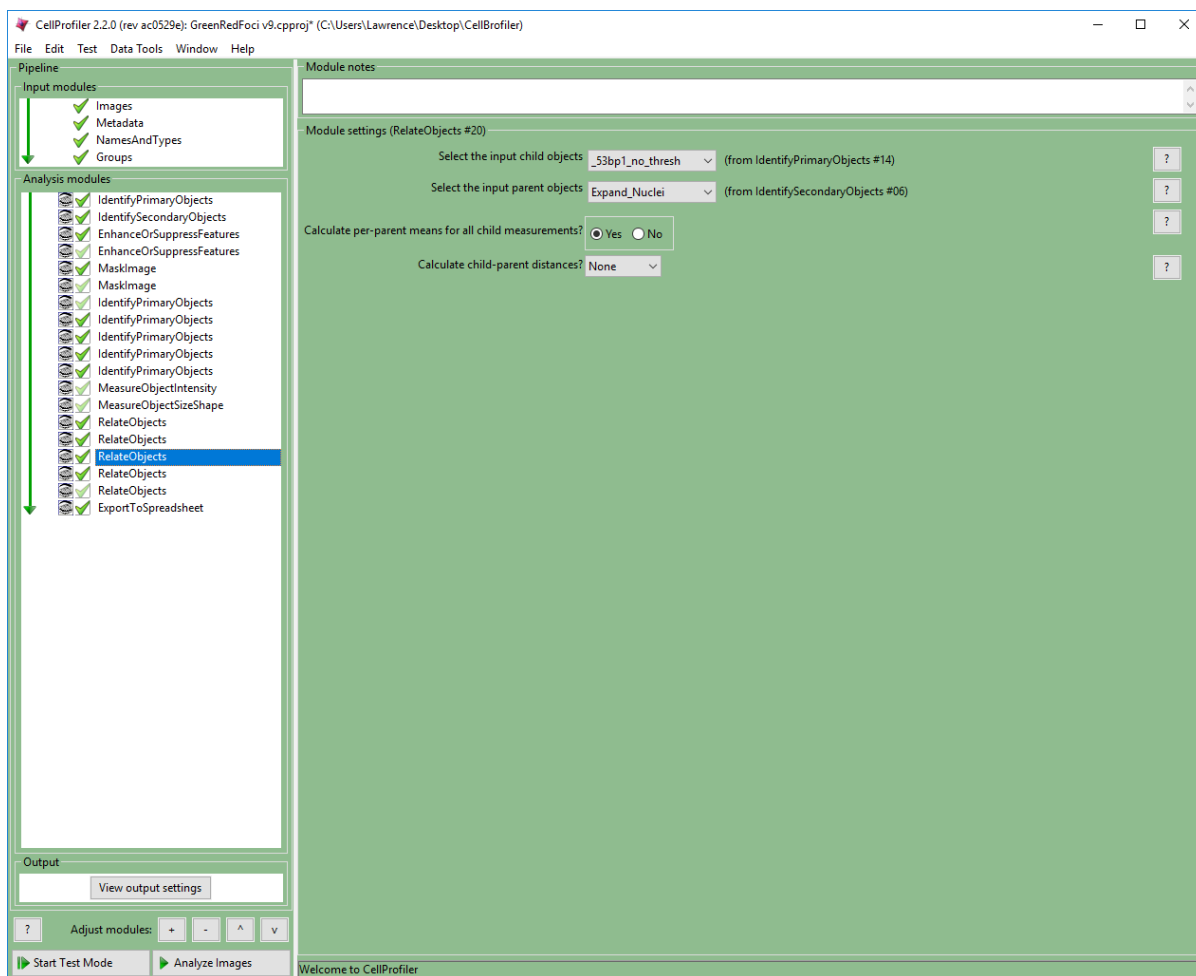 CellProfiler 2.2.0 (rev ac0529e): GreenRedFoci v9.cpproj* (C:\Users\Lawrence\Desktop\CellBrofiler)
File Edit Test Data Tools Window Help
Pipeline
Input modules
Images
Metadata
NamesAndTypes
Groups
Analysis modules
IdentifyPrimaryObjects
IdentifySecondaryObjects
EnhanceOrSuppressFeatures
EnhanceOrSuppressFeatures
MaskImage
MaskImage
IdentifyPrimaryObjects
IdentifyPrimaryObjects
IdentifyPrimaryObjects
IdentifyPrimaryObjects
IdentifyPrimaryObjects
MeasureObjectIntensity
MeasureObjectSizeShape
RelateObjects
RelateObjects
RelateObjects
RelateObjects
RelateObjects
ExportToSpreadsheet
Output
View output settings
? Adjust modules: + - ^ v
Start Test Mode Analyze Images
Module notes
Module settings (RelateObjects #20)
Select the input child objects _53bp1_no_thresh (from IdentifyPrimaryObjects #14) ?
Select the input parent objects Expand_Nuclei (from IdentifySecondaryObjects #06) ?
Calculate per-parent means for all child measurements? Yes No ?
Calculate child-parent distances? None ?
Welcome to CellProfiler